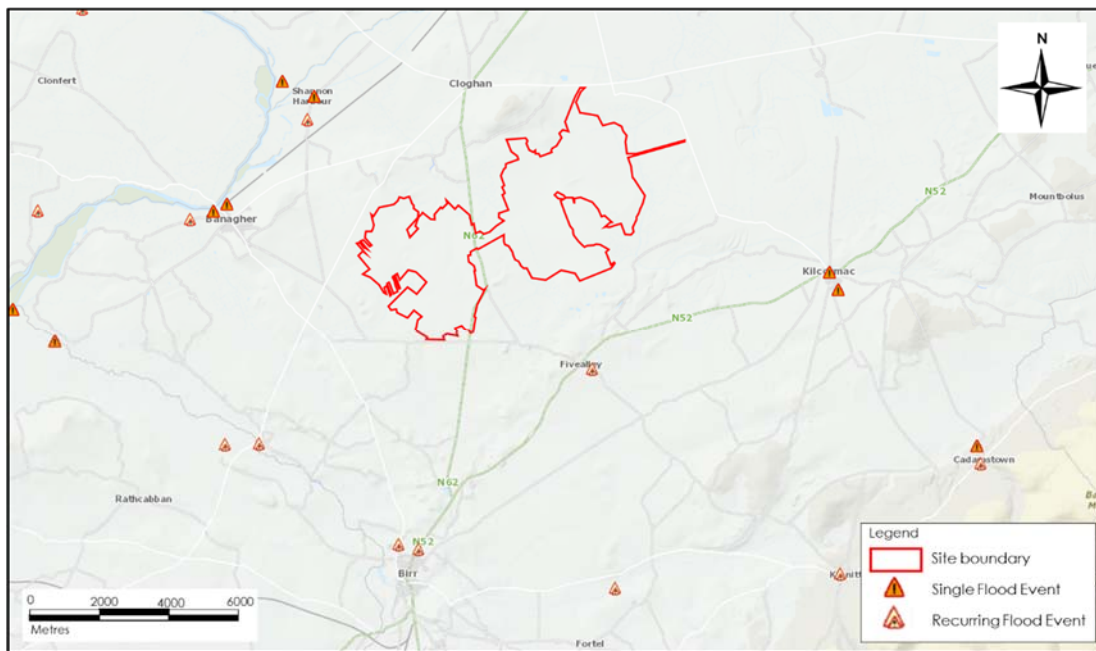 N
Clonfert
Cloghan
Shannon
Harbour
N52
Mountbolus
Banagher
N62
Kilcormac
N52
Fivealley
Cadamstown
N62
Rathcabban
N52
Birr
Fortel
0 2000 4000 6000
Metres
Legend
Site boundary
Single Flood Event
Recurring Flood Event